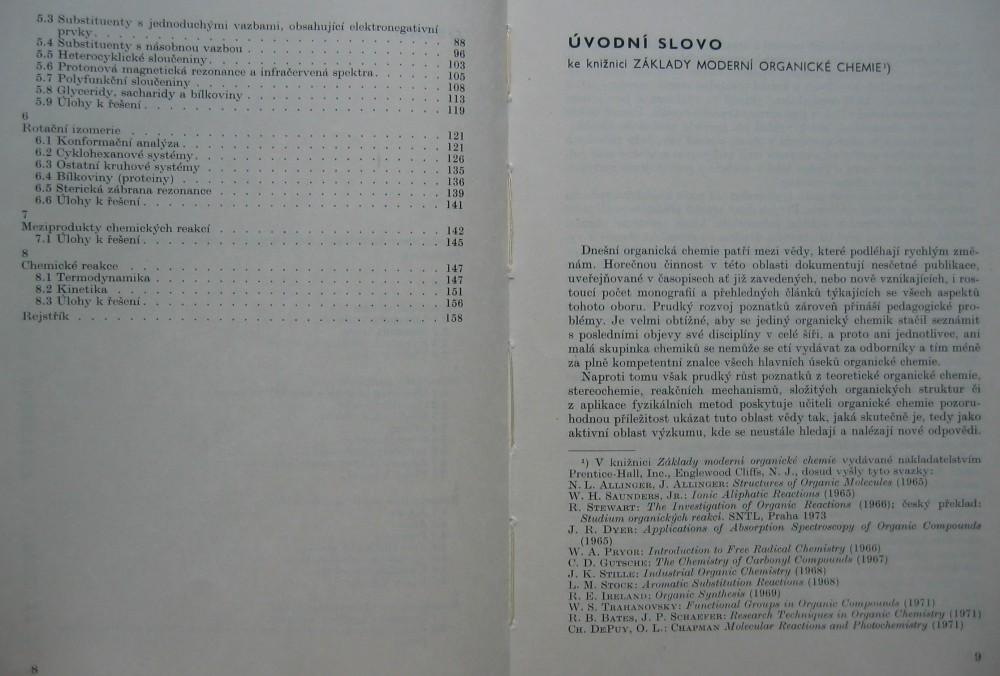 5.3 Substituenty s jednoduchými vazbami, obsahující elektronegativní
prvky. . . . . . . . . . . . . . . . . . . . . . . 88
5.4 Substituenty s násobnou vazbou . . . . . . . . . . . . . 96
5.5 Heterocyklické sloučeniny . . . . . . . . . . . . . . . 103
5.6 Protonová magnetická rezonance a infračervená spektra. . . . . 105
5.7 Polyfunkční sloučeniny . . . . . . . . . . . . . . . . 108
5.8 Glyceridy, sacharidy a bílkoviny . . . . . . . . . . . . . 113
5.9 Úlohy k řešení. . . . . . . . . . . . . . . . . . . . 119
6
Rotační izomerie . . . . . . . . . . . . . . . . . . . . 121
6.1 Konformační analýza . . . . . . . . . . . . . . . . . 121
6.2 Cyklohexanové systémy. . . . . . . . . . . . . . . . . 126
6.3 Ostatní kruhové systémy . . . . . . . . . . . . . . . . 135
6.4 Bílkoviny (proteiny) . . . . . . . . . . . . . . . . . 136
6.5 Sterická zábrana rezonance . . . . . . . . . . . . . . . 139
6.6 Úlohy k řešení. . . . . . . . . . . . . . . . . . . . 141
7
Meziprodukty chemických reakcí . . . . . . . . . . . . . . 142
7.1 Úlohy k řešení. . . . . . . . . . . . . . . . . . . . 145
8
Chemické reakce . . . . . . . . . . . . . . . . . . . . 147
8.1 Termodynamika . . . . . . . . . . . . . . . . . . . 147
8.2 Kinetika . . . . . . . . . . . . . . . . . . . . . . 151
8.3 Úlohy k řešení. . . . . . . . . . . . . . . . . . . . 156
Rejstřík . . . . . . . . . . . . . . . . . . . . . . . 158
8
ÚVODNÍ SLOVO
ke knižnici ZÁKLADY MODERNÍ ORGANICKÉ CHEMIE¹)
Dnešní organická chemie patří mezi vědy, které podléhají rychlým změ-
nám. Horečnou činnost v této oblasti dokumentují nesčetné publikace,
uveřejňované v časopisech ať již zavedených, nebo nově vznikajících, i ros-
toucí počet monografií a přehledných článků týkajících se všech aspektů
tohoto oboru. Prudký rozvoj poznatků zároveň přináší pedagogické pro-
blémy. Je velmi obtížné, aby se jediný organický chemik stačil seznámit
s posledními objevy své disciplíny v celé šíři, a proto ani jednotlivec, ani
malá skupinka chemiků se nemůže se ctí vydávat za odborníky a tím méně
za plně kompetentní znalce všech hlavních úseků organické chemie.
Naproti tomu však prudký růst poznatků z teoretické organické chemie,
stereochemie, reakčních mechanismů, složitých organických struktur či
z aplikace fyzikálních metod poskytuje učiteli organické chemie pozoru-
hodnou příležitost ukázat tuto oblast vědy tak, jaká skutečně je, tedy jako
aktivní oblast výzkumu, kde se neustále hledají a nalézají nové odpovědi.
¹) V knižnici Základy moderní organické chemie vydávané nakladatelstvím
Prentice-Hall, Inc., Englewood Cliffs, N. J., dosud vyšly tyto svazky:
N. L. ALLINGER, J. ALLINGER: Structures of Organic Molecules (1965)
W. H. SAUNDERS, JR.: Ionic Aliphatic Reactions (1965)
R. STEWART: The Investigation of Organic Reactions (1966); český překlad:
Studium organických reakcí. SNTL, Praha 1973
J. R. DYER: Applications of Absorption Spectroscopy of Organic Compounds
(1965)
W. A. PRYOR: Introduction to Free Radical Chemistry (1966)
C. D. GUTSCHE: The Chemistry of Carbonyl Compounds (1967)
J. K. STILLE: Industrial Organic Chemistry (1968)
L. M. STOCK: Aromatic Substitution Reactions (1968)
R. E. IRELAND: Organic Synthesis (1969)
W. S. TRAHANOVSKY: Functional Groups in Organic Compounds (1971)
R. B. BATES, J. P. SCHAEFER: Research Techniques in Organic Chemistry (1971)
CH. DEPUY, O. L.: CHAPMAN Molecular Reactions and Photochemistry (1971)
9